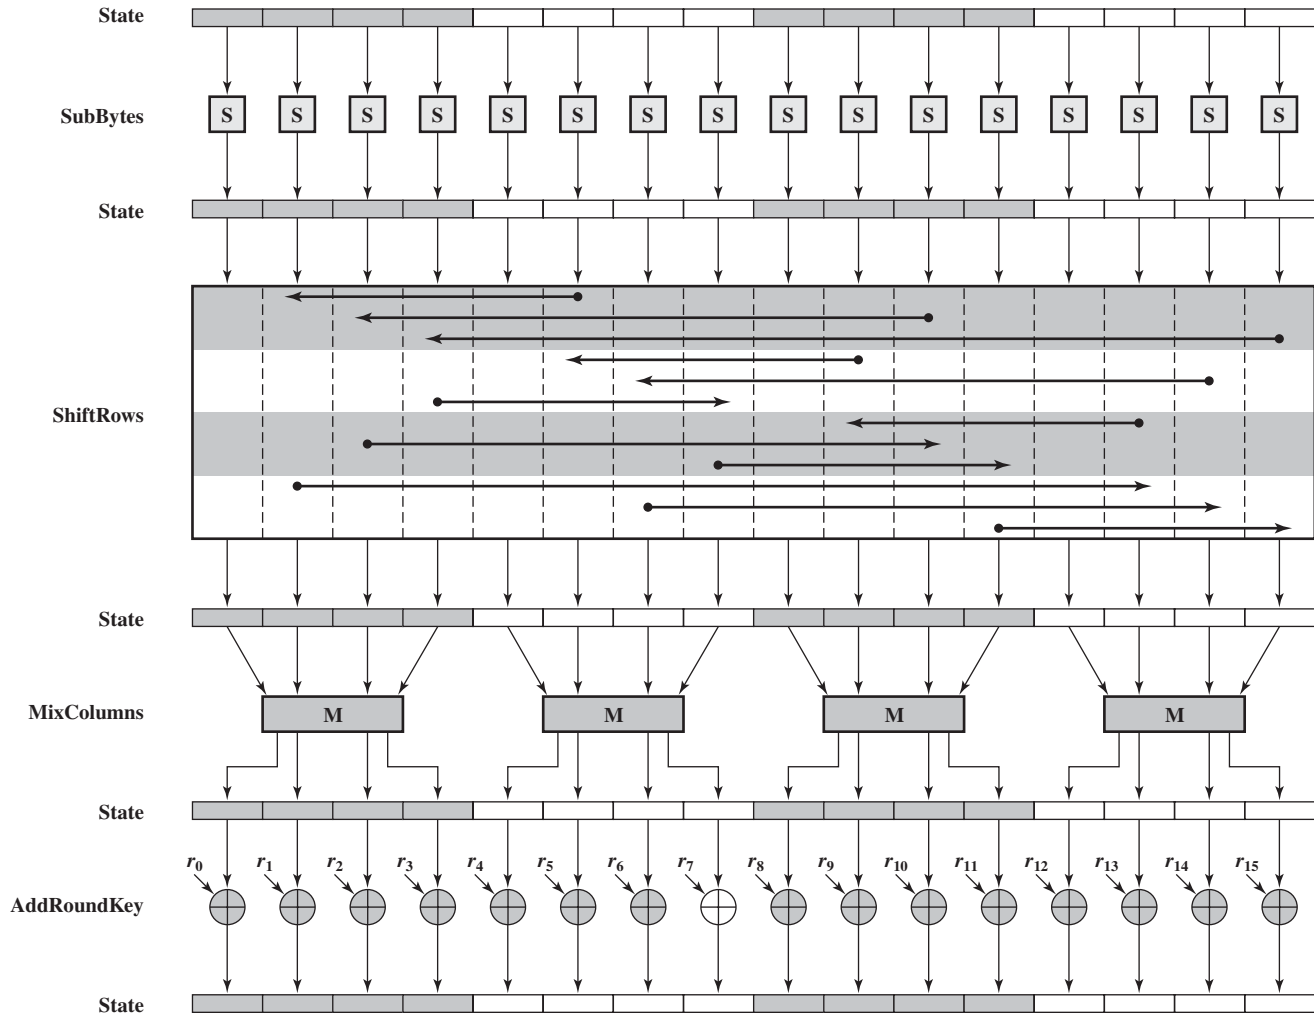 State
SubBytes S S S S S S S S S S S S S S S S
State
ShiftRows
State
MixColumns M M M M
State
r0 r1 r2 r3 r4 r5 r6 r7 r8 r9 r10 r11 r12 r13 r14 r15
AddRoundKey
State